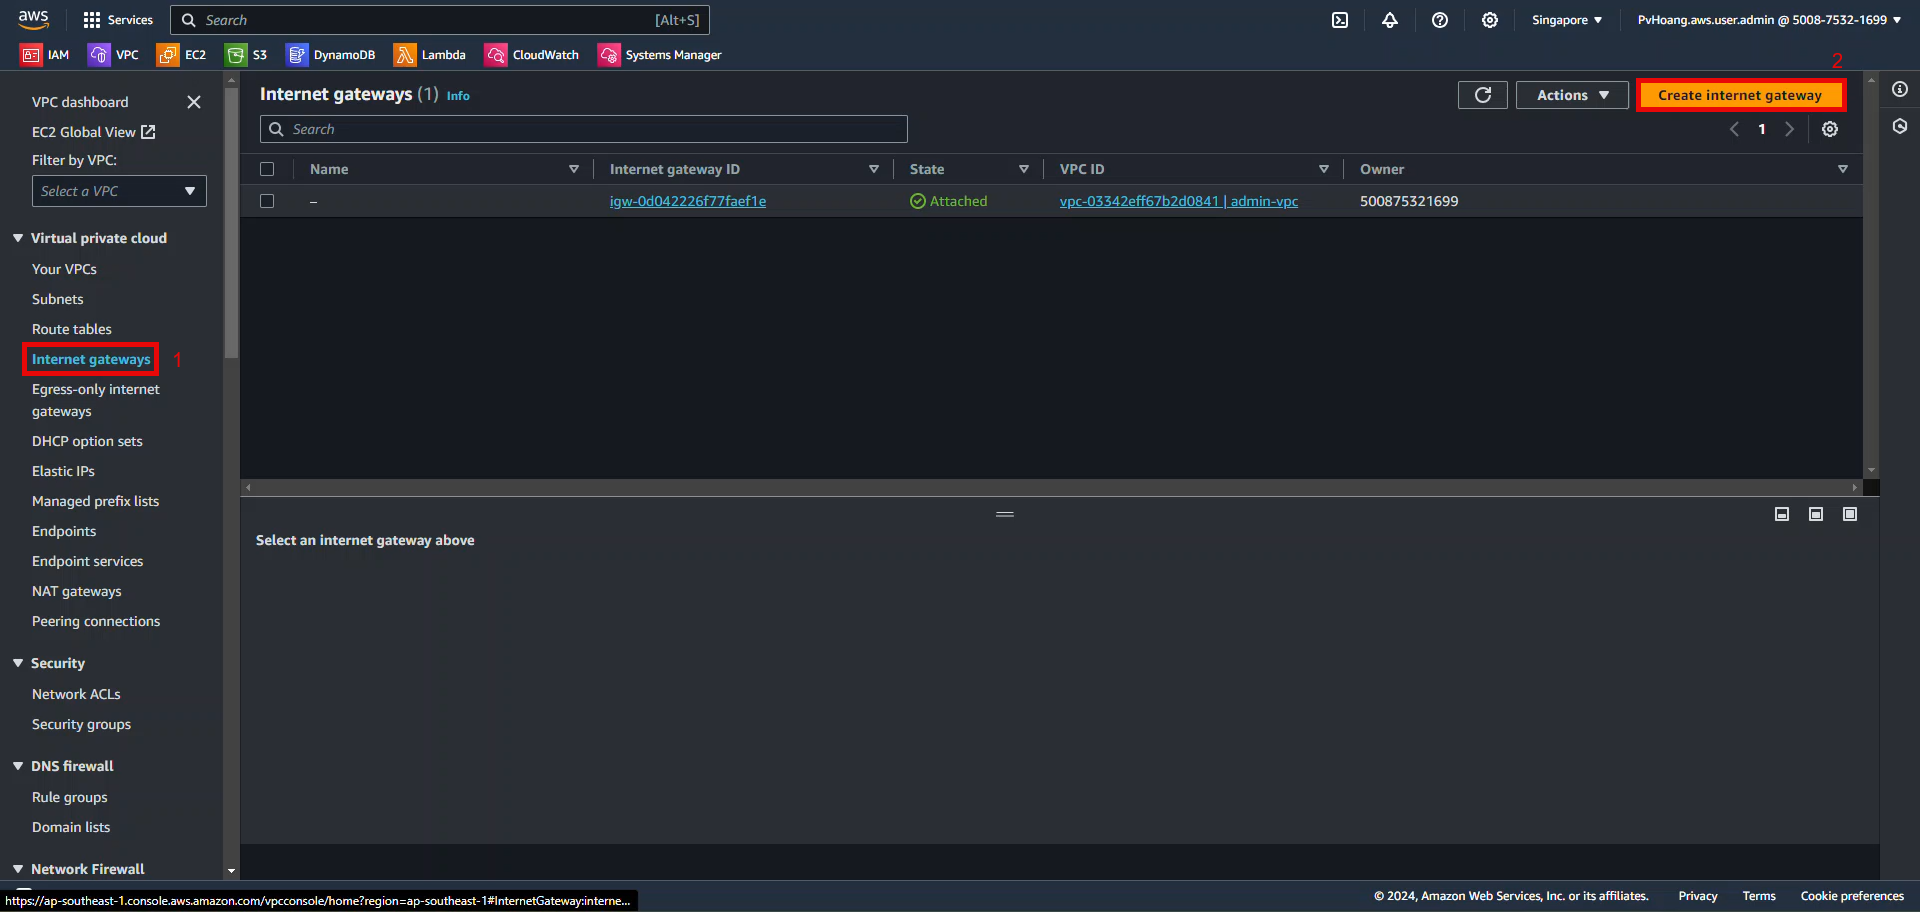 aws
Services
Search
[Alt+S]
Singapore
PvHoang.aws.user.admin @ 5008-7532-1699
IAM
VPC
EC2
S3
DynamoDB
Lambda
CloudWatch
Systems Manager
2
VPC dashboard
EC2 Global View
Filter by VPC:
Select a VPC
Virtual private cloud
Your VPCs
Subnets
Route tables
Internet gateways
1
Egress-only internet
gateways
DHCP option sets
Elastic IPs
Managed prefix lists
Endpoints
Endpoint services
NAT gateways
Peering connections
Security
Network ACLs
Security groups
DNS firewall
Rule groups
Domain lists
Network Firewall
Internet gateways (1) Info
Actions
Create internet gateway
Search
1
Name
Internet gateway ID
State
VPC ID
Owner
–
igw-0d042226f77faef1e
Attached
vpc-03342eff67b2d0841 | admin-vpc
500875321699
Select an internet gateway above
https://ap-southeast-1.console.aws.amazon.com/vpcconsole/home?region=ap-southeast-1#InternetGateway:interne...
© 2024, Amazon Web Services, Inc. or its affiliates.
Privacy
Terms
Cookie preferences